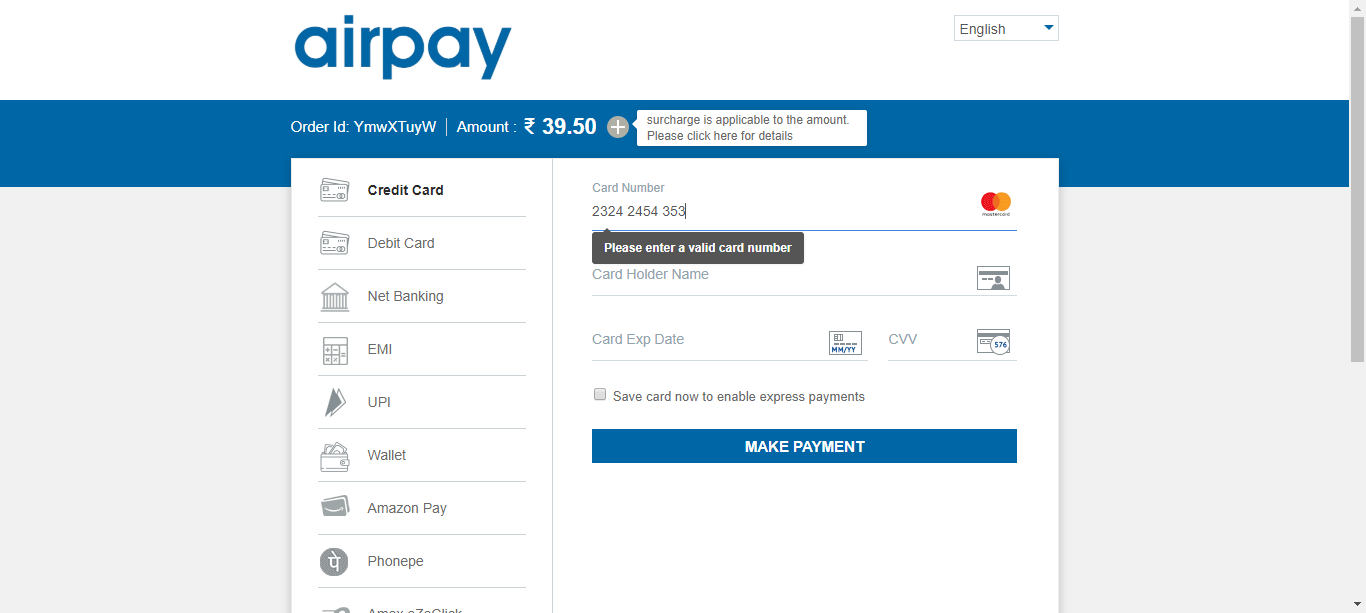 airpay
English
Order Id: YmwXTuyW
Amount : ₹ 39.50
surcharge is applicable to the amount.
Please click here for details
Credit Card
Debit Card
Net Banking
EMI
UPI
Wallet
Amazon Pay
Phonepe
Amex eZeClick
Card Number
2324 2454 353
mastercard
Please enter a valid card number
Card Holder Name
Card Exp Date
MM/YY
CVV
576
Save card now to enable express payments
MAKE PAYMENT